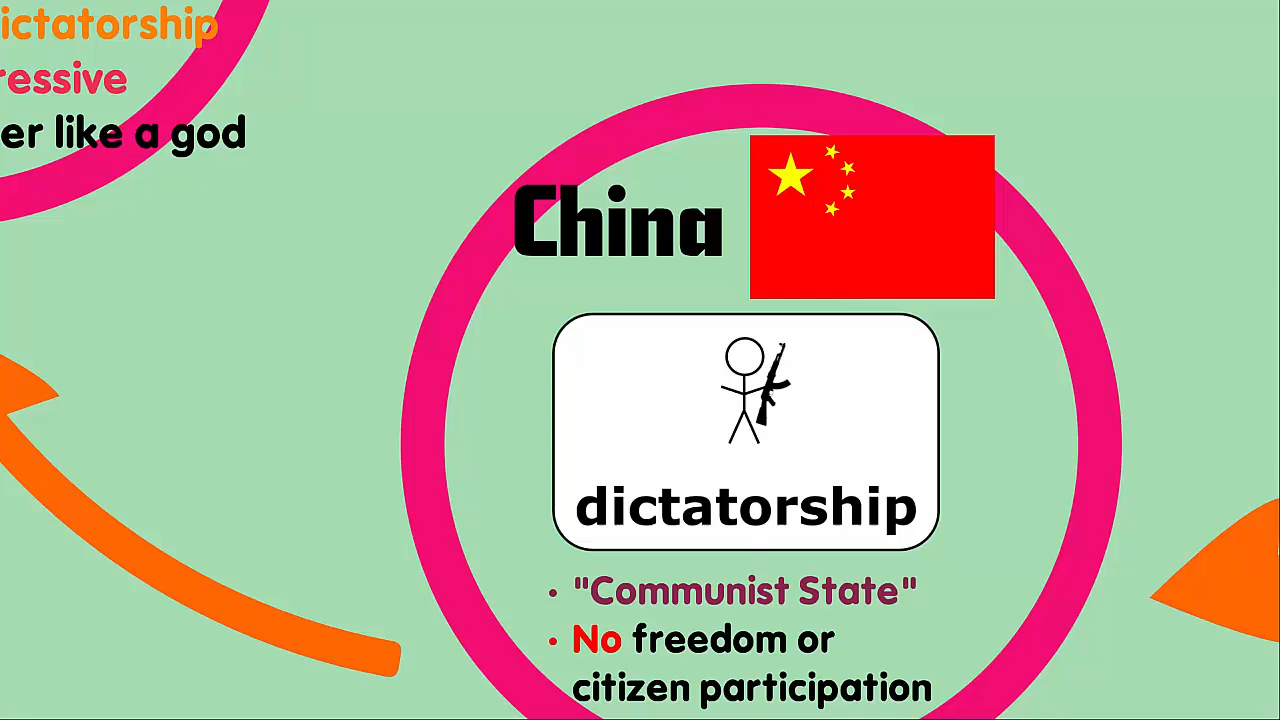 ictatorship
ressive
er like a god
China
dictatorship
• "Communist State"
• No freedom or
citizen participation